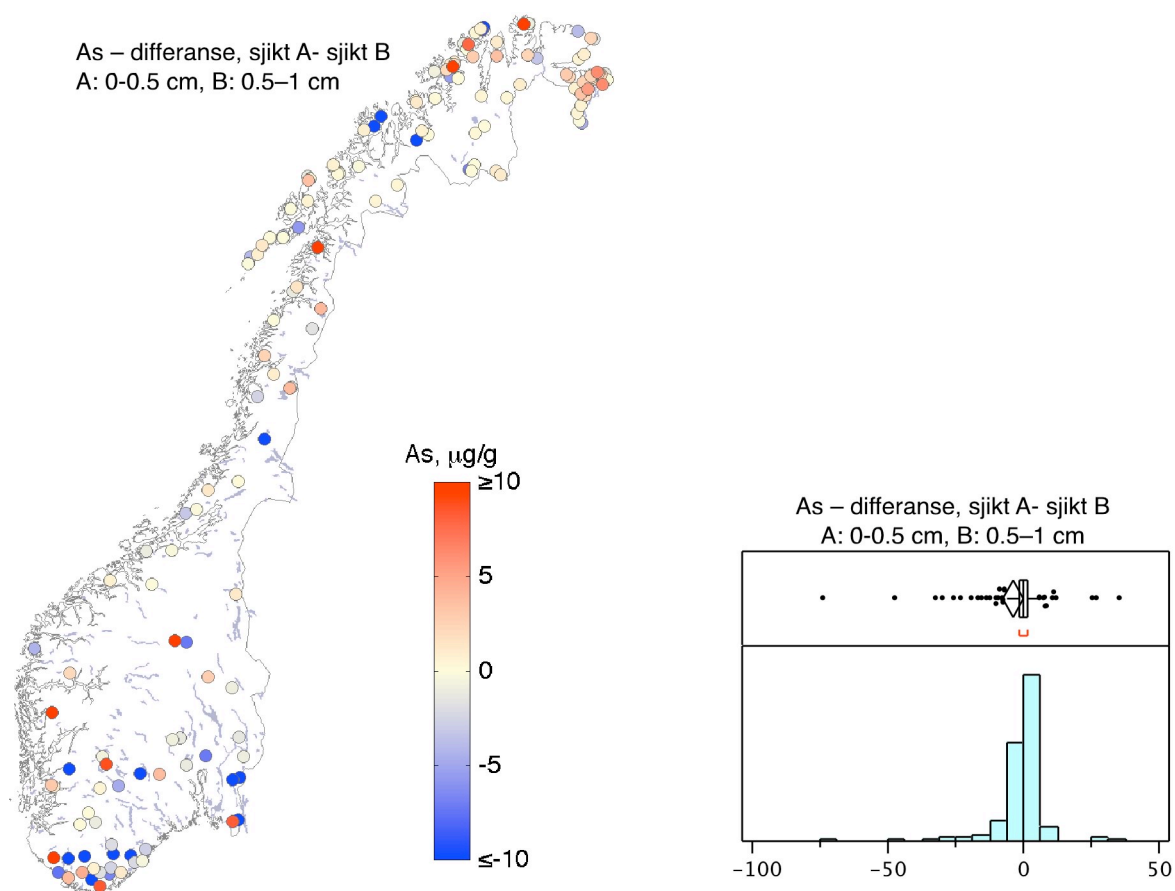 As – differanse, sjikt A- sjikt B
A: 0-0.5 cm, B: 0.5–1 cm
As, μg/g
≥10
5
0
-5
≤-10
As – differanse, sjikt A- sjikt B
A: 0-0.5 cm, B: 0.5–1 cm
-100 -50 0 50